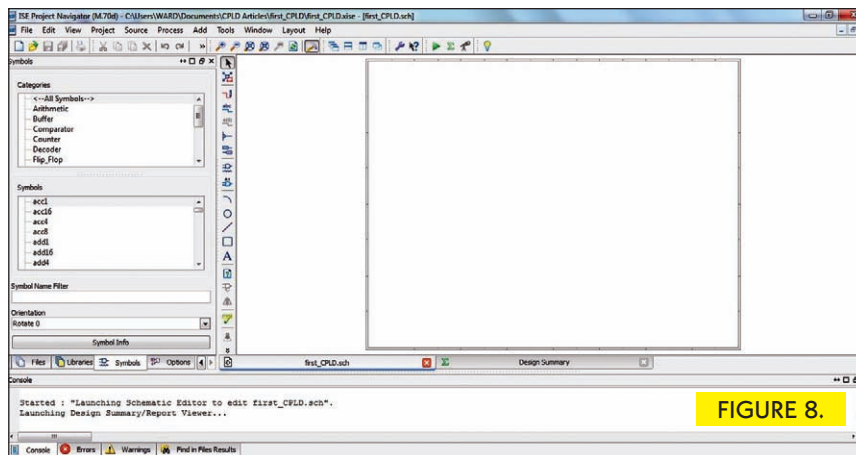 ISE Project Navigator (M.70d) - C:\Users\WARD\Documents\CPLD Articles\first_CPLD\first_CPLD.xise - [first_CPLD.sch]
File Edit View Project Source Process Add Tools Window Layout Help
Symbols
Categories
<--All Symbols-->
Arithmetic
Buffer
Comparator
Counter
Decoder
Flip_Flop
Symbols
acc1
acc16
acc4
acc8
add1
add16
add4
Symbol Name Filter
Orientation
Rotate 0
Symbol Info
Files Libraries Symbols Options
first_CPLD.sch Design Summary
Console
Started : "Launching Schematic Editor to edit first_CPLD.sch".
Launching Design Summary/Report Viewer...
FIGURE 8.
Console Errors Warnings Find in Files Results